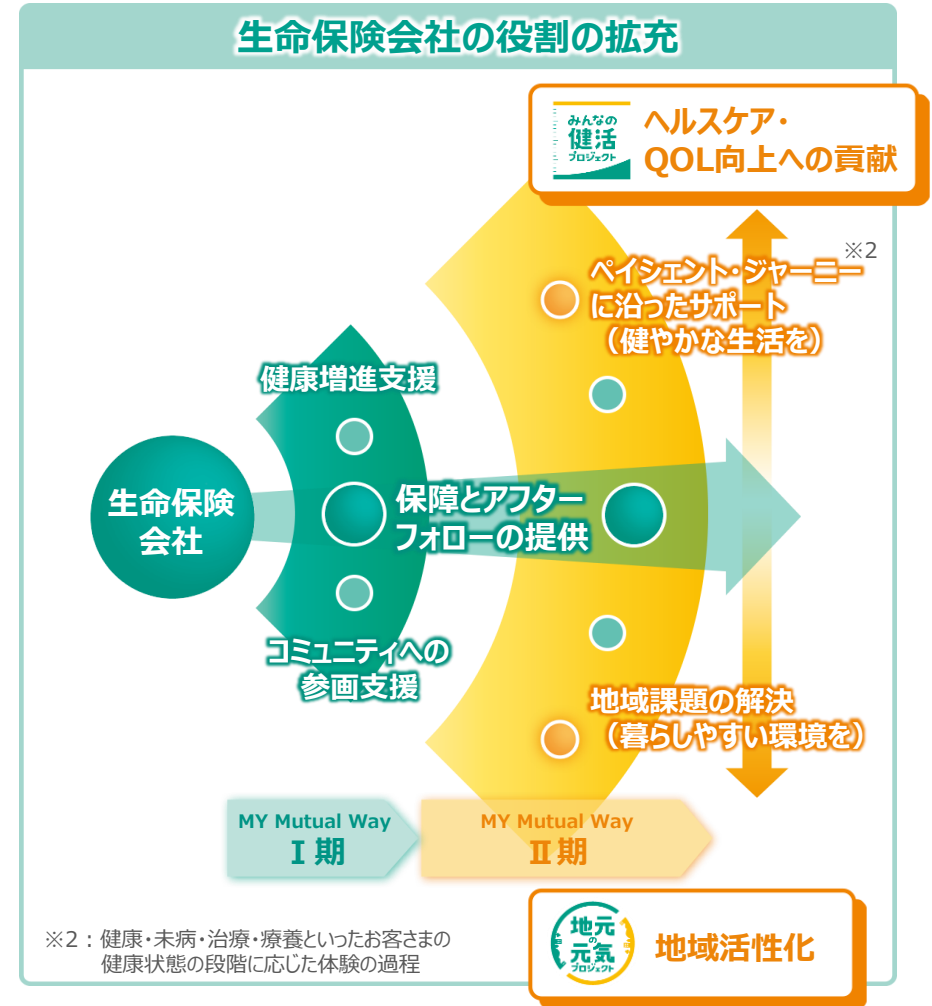 生命保険会社の役割の拡充
みんなの
健活
プロジェクト
ヘルスケア・
QOL向上への貢献
※2
ペイシェント・ジャーニー
に沿ったサポート
（健やかな生活を）
健康増進支援
生命保険
会社
保障とアフター
フォローの提供
コミュニティへの
参画支援
地域課題の解決
（暮らしやすい環境を）
MY Mutual Way
Ⅰ期
MY Mutual Way
Ⅱ期
※2：健康・未病・治療・療養といったお客さまの
健康状態の段階に応じた体験の過程
地元
の
元気
プロジェクト
地域活性化